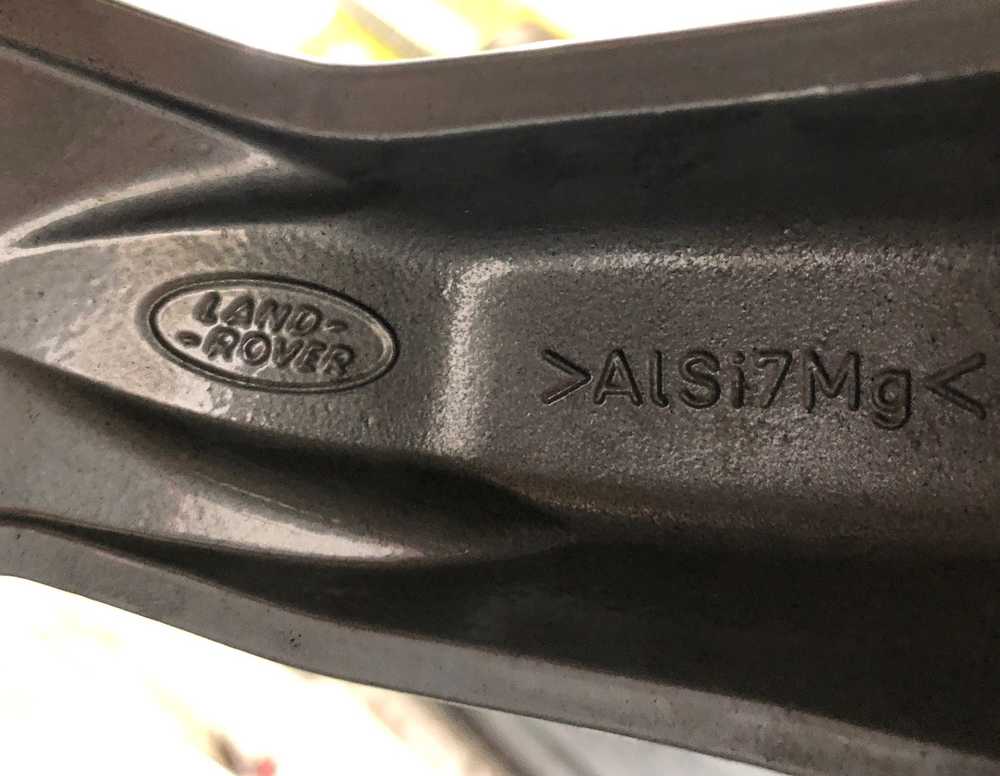 LAND-
-ROVER
>AlSi7Mg<